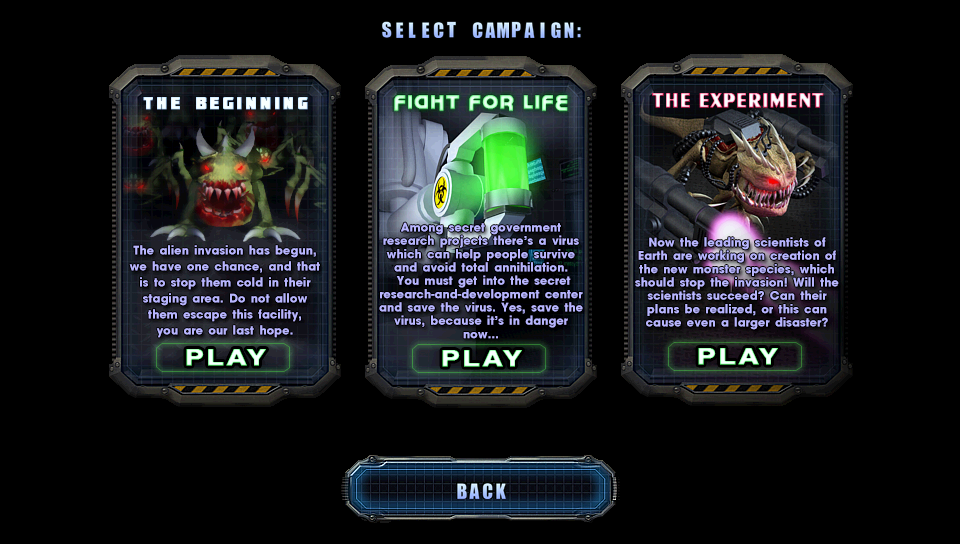 SELECT CAMPAIGN:
THE BEGINNING
The alien invasion has begun,
we have one chance, and that
is to stop them cold in their
staging area. Do not allow
them escape this facility,
you are our last hope.
PLAY
FIGHT FOR LIFE
Among secret government
research projects there's a virus
which can help people survive
and avoid total annihilation.
You must get into the secret
research-and-development center
and save the virus. Yes, save the
virus, because it's in danger
now...
PLAY
THE EXPERIMENT
Now the leading scientists of
Earth are working on creation of
the new monster species, which
should stop the invasion! Will the
scientists succeed? Can their
plans be realized, or this can
cause even a larger disaster?
PLAY
BACK